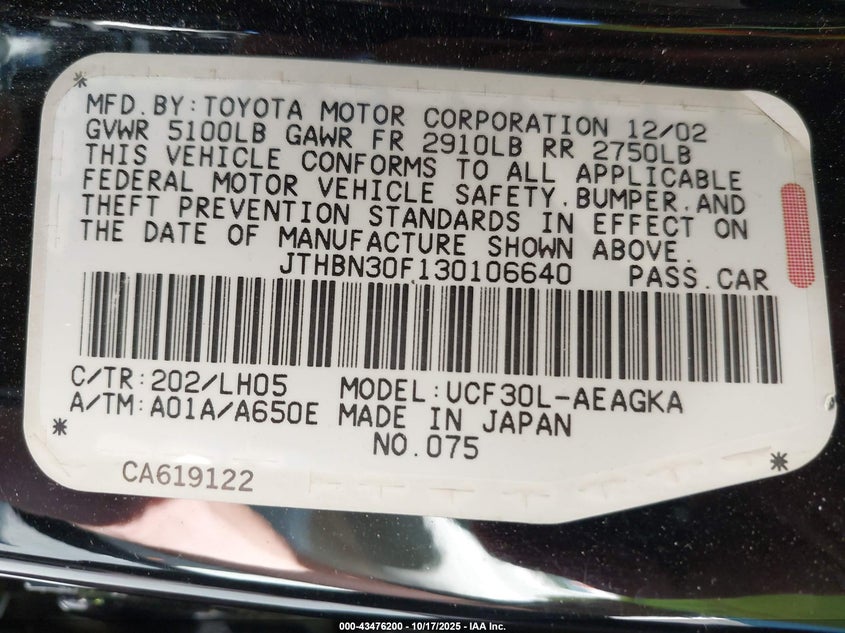 MFD.BY:TOYOTA MOTOR CORPORATION 12/02
GVWR 5100LB GAWR FR 2910LB RR 2750LB
THIS VEHICLE CONFORMS TO ALL APPLICABLE
FEDERAL MOTOR VEHICLE SAFETY.BUMPER.AND
THEFT PREVENTION STANDARDS IN EFFECT ON
THE DATE OF MANUFACTURE SHOWN ABOVE.
JTHBN30F130106640 PASS.CAR
C/TR:202/LH05 MODEL:UCF30L-AEAGKA
A/TM:A01A/A650E MADE IN JAPAN
NO.075
CA619122
000-43476200 - 10/17/2025 - IAA Inc.